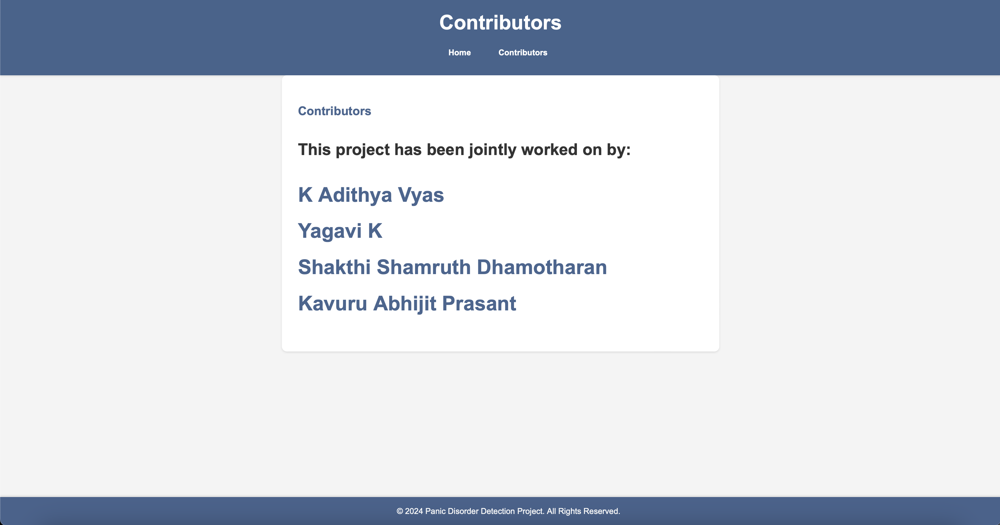 Contributors
Home Contributors
Contributors
This project has been jointly worked on by:
K Adithya Vyas
Yagavi K
Shakthi Shamruth Dhamotharan
Kavuru Abhijit Prasant
© 2024 Panic Disorder Detection Project. All Rights Reserved.